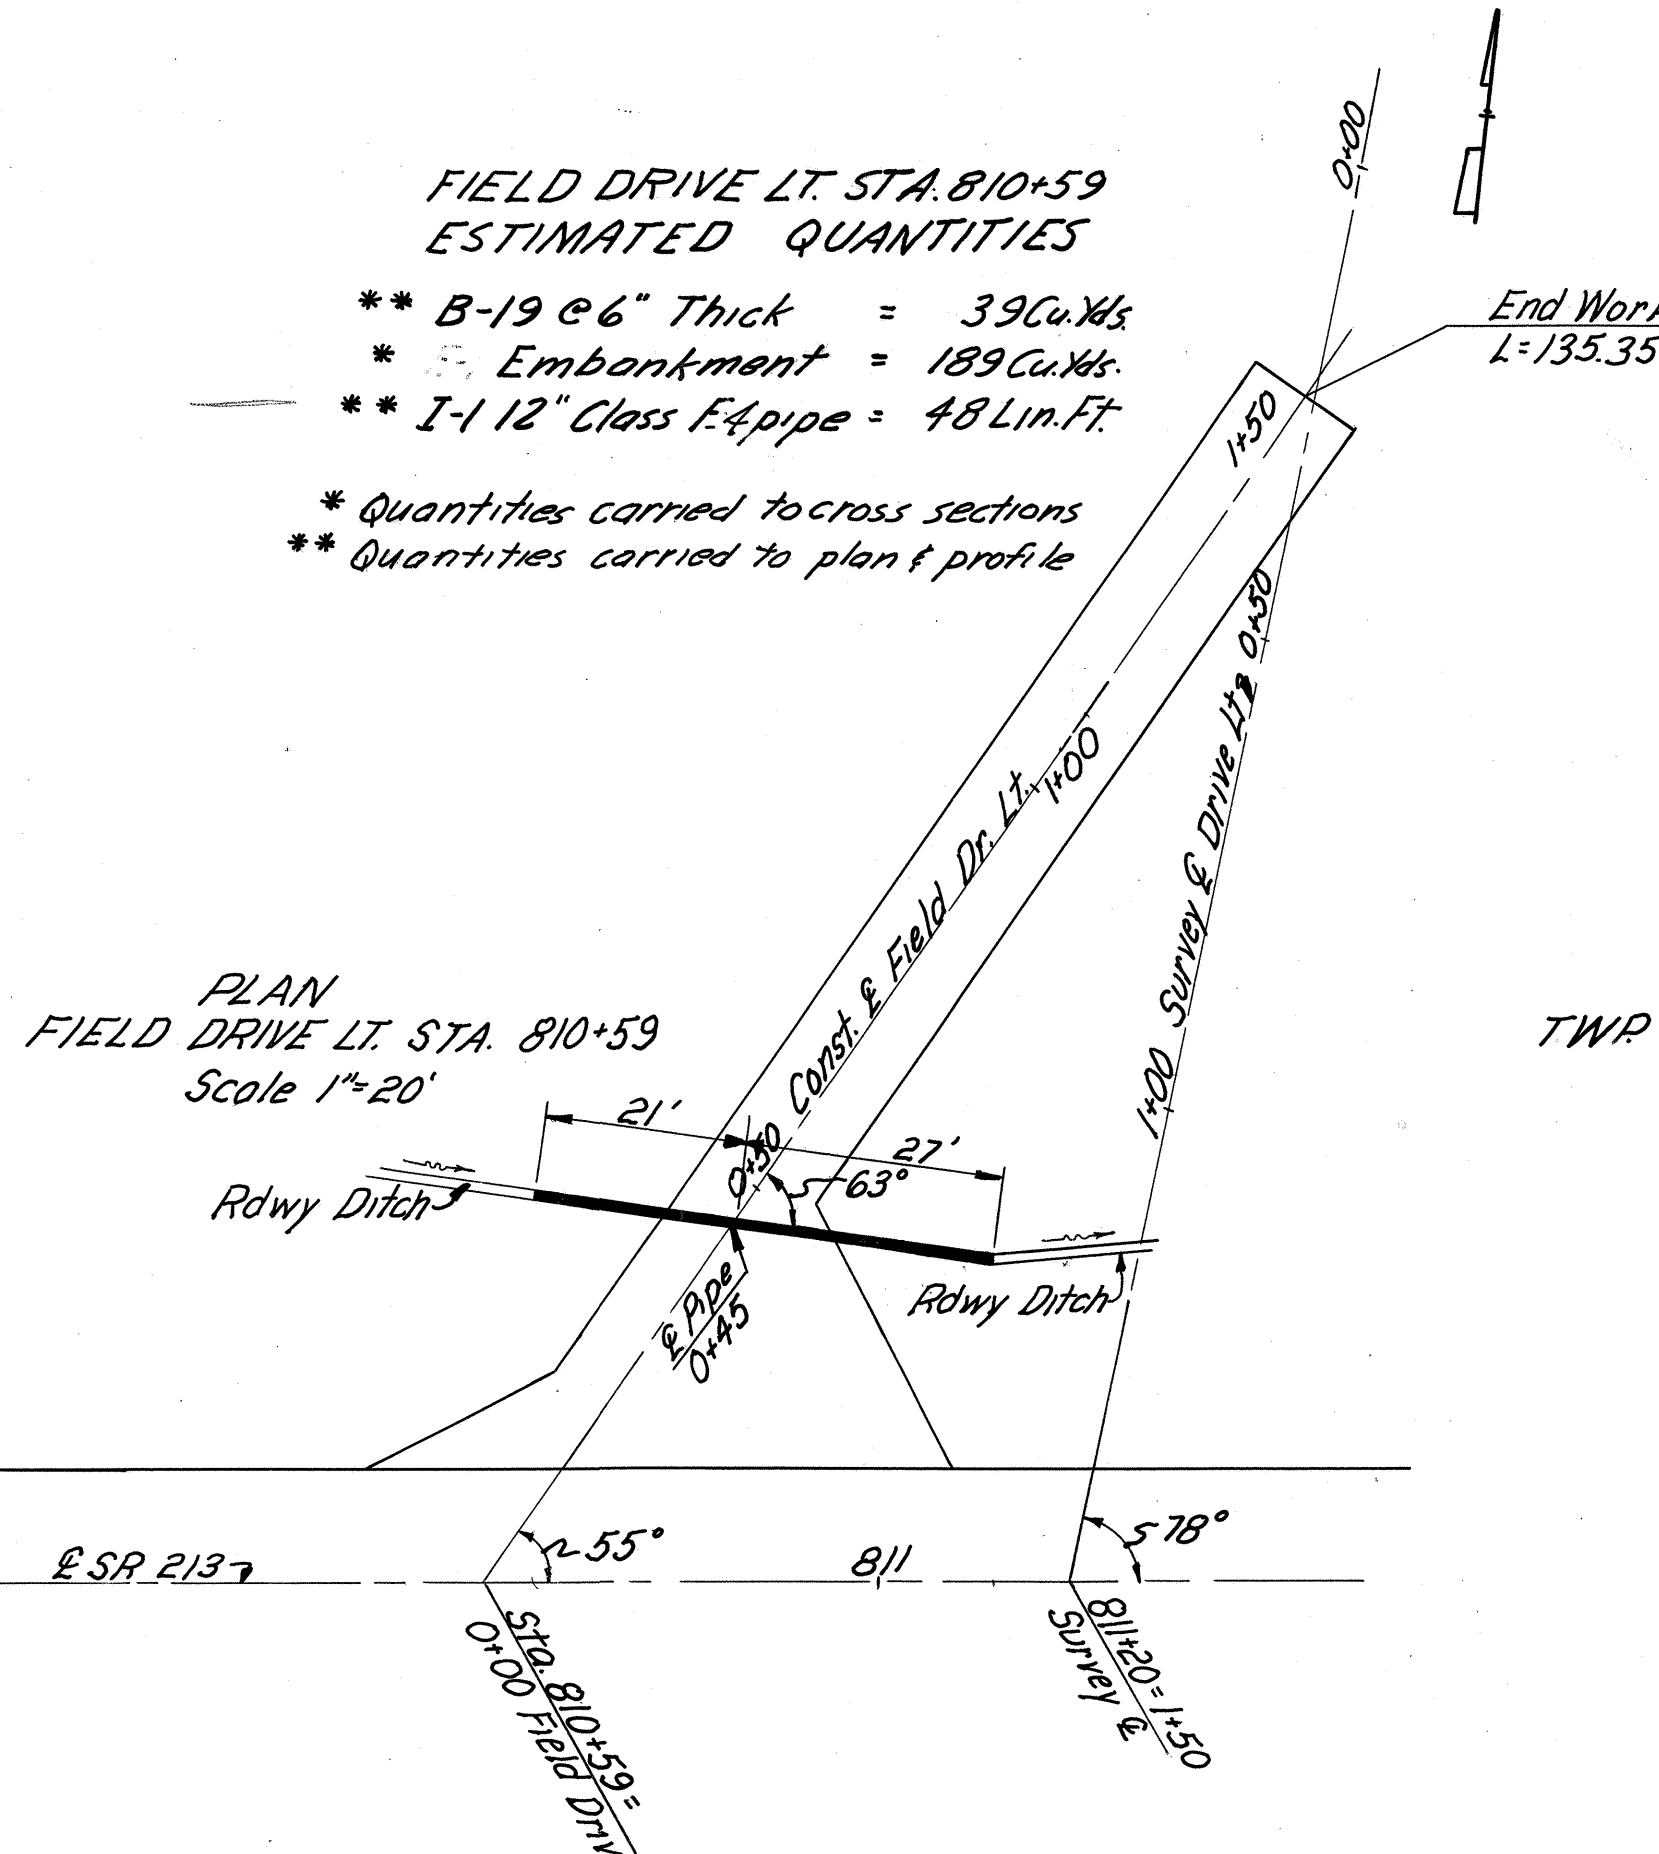 0+00
FIELD DRIVE LT. STA. 810+59
ESTIMATED QUANTITIES
** B-19 @ 6" Thick = 39 Cu.Yds.
* Embankment = 189 Cu.Yds.
** I-1 12" Class F-4 pipe = 48 Lin.Ft.
* Quantities carried to cross sections
** Quantities carried to plan & profile
End Work
L=135.35
1+50
0+50
Survey ℄ Drive Lt.
1+00
1+00
Const. ℄ Field Dr. Lt.
PLAN
FIELD DRIVE LT. STA. 810+59
Scale 1"=20'
TWP.
21'
27'
0+50
63°
Rdwy Ditch
Rdwy Ditch
℄ Pipe
0+45
55°
78°
℄ SR 213
811
Sta. 810+59=
0+00 Field Driv
811+20=1+50
Survey ℄